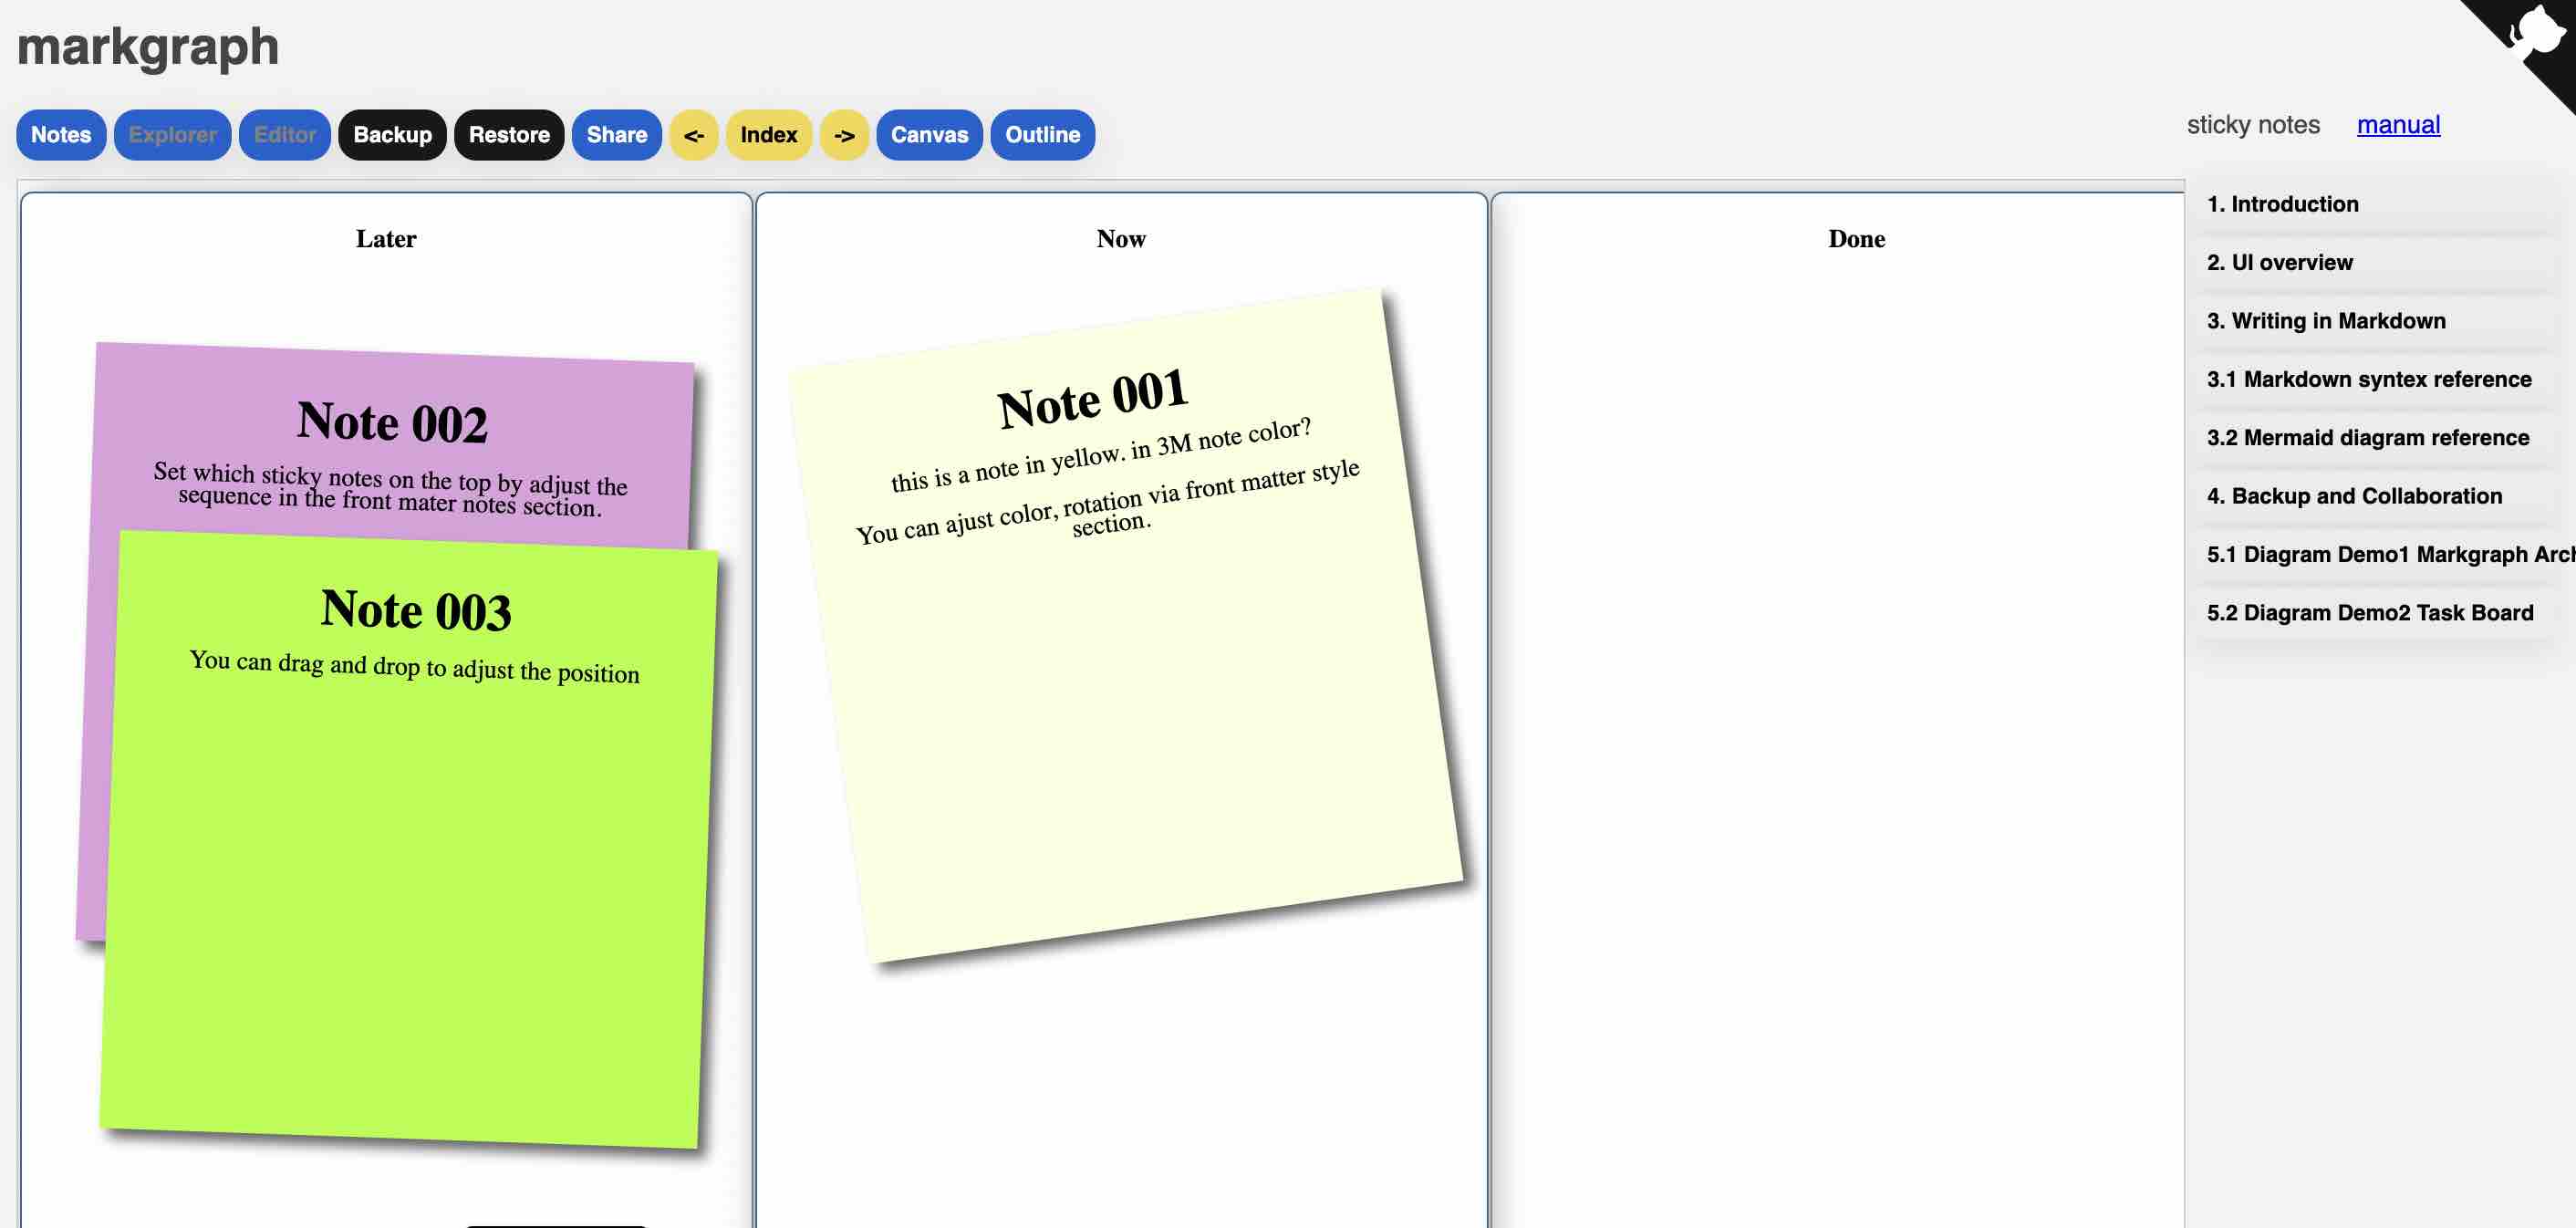 markgraph
Notes Explorer Editor Backup Restore Share <- Index -> Canvas Outline
sticky notes manual
Later
Now
Done
Note 002
Set which sticky notes on the top by adjust the
sequence in the front mater notes section.
Note 003
You can drag and drop to adjust the position
Note 001
this is a note in yellow. in 3M note color?
You can ajust color, rotation via front matter style
section.
1. Introduction
2. UI overview
3. Writing in Markdown
3.1 Markdown syntex reference
3.2 Mermaid diagram reference
4. Backup and Collaboration
5.1 Diagram Demo1 Markgraph Arch
5.2 Diagram Demo2 Task Board